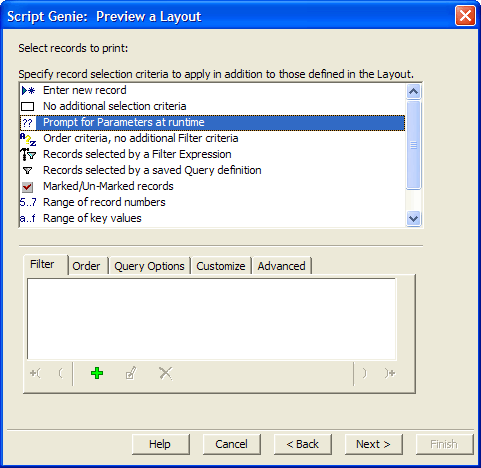 Script Genie: Preview a Layout
Select records to print:
Specify record selection criteria to apply in addition to those defined in the Layout.
Enter new record
No additional selection criteria
?? Prompt for Parameters at runtime
Order criteria, no additional Filter criteria
Records selected by a Filter Expression
Records selected by a saved Query definition
Marked/Un-Marked records
5..7 Range of record numbers
a..f Range of key values
Filter Order Query Options Customize Advanced
+( ( ) )+
Help Cancel < Back Next > Finish